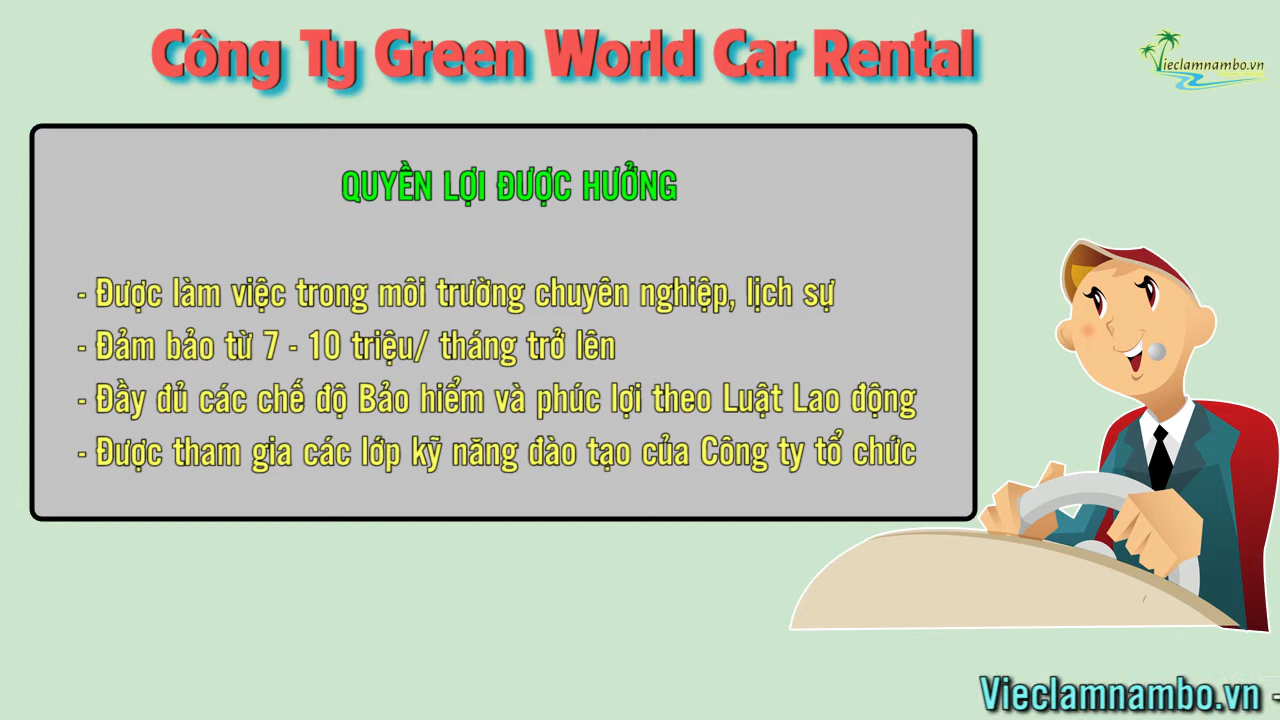 Công Ty Green World Car Rental
Vieclamnambo.vn
QUYỀN LỢI ĐƯỢC HƯỞNG
- Được làm việc trong môi trường chuyên nghiệp, lịch sự
- Đảm bảo từ 7 - 10 triệu/ tháng trở lên
- Đầy đủ các chế độ Bảo hiểm và phúc lợi theo Luật Lao động
- Được tham gia các lớp kỹ năng đào tạo của Công ty tổ chức
Vieclamnambo.vn -